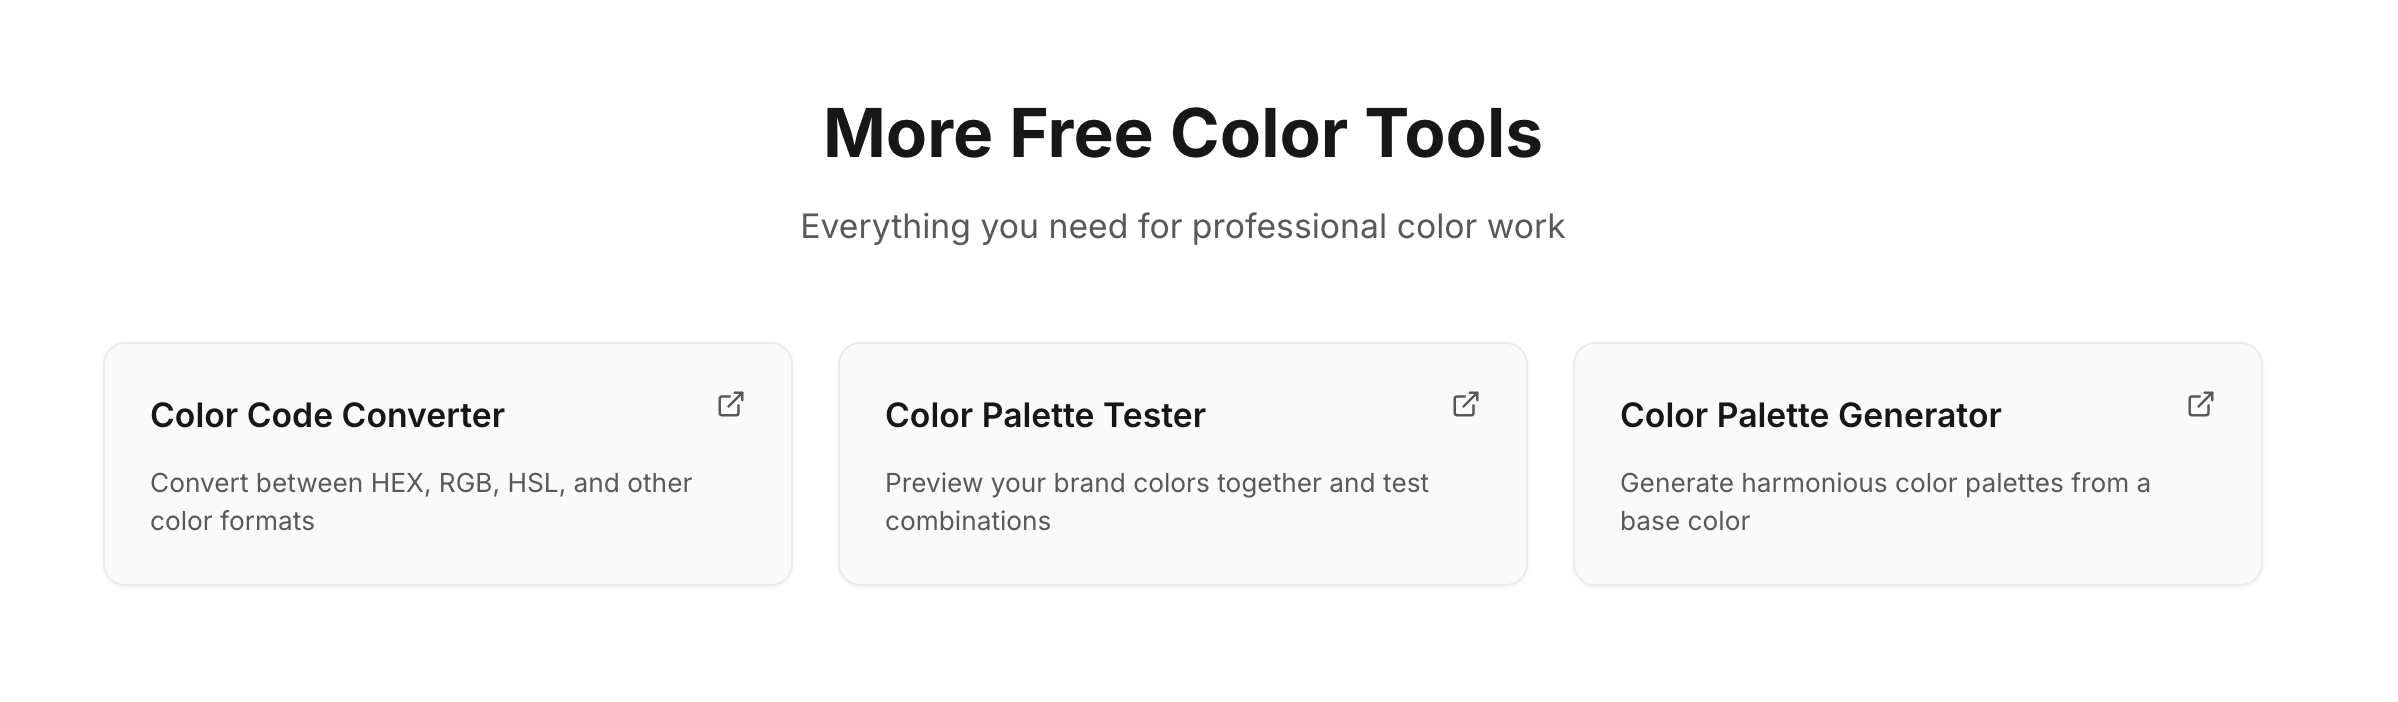 More Free Color Tools
Everything you need for professional color work
Color Code Converter
Convert between HEX, RGB, HSL, and other
color formats
Color Palette Tester
Preview your brand colors together and test
combinations
Color Palette Generator
Generate harmonious color palettes from a
base color